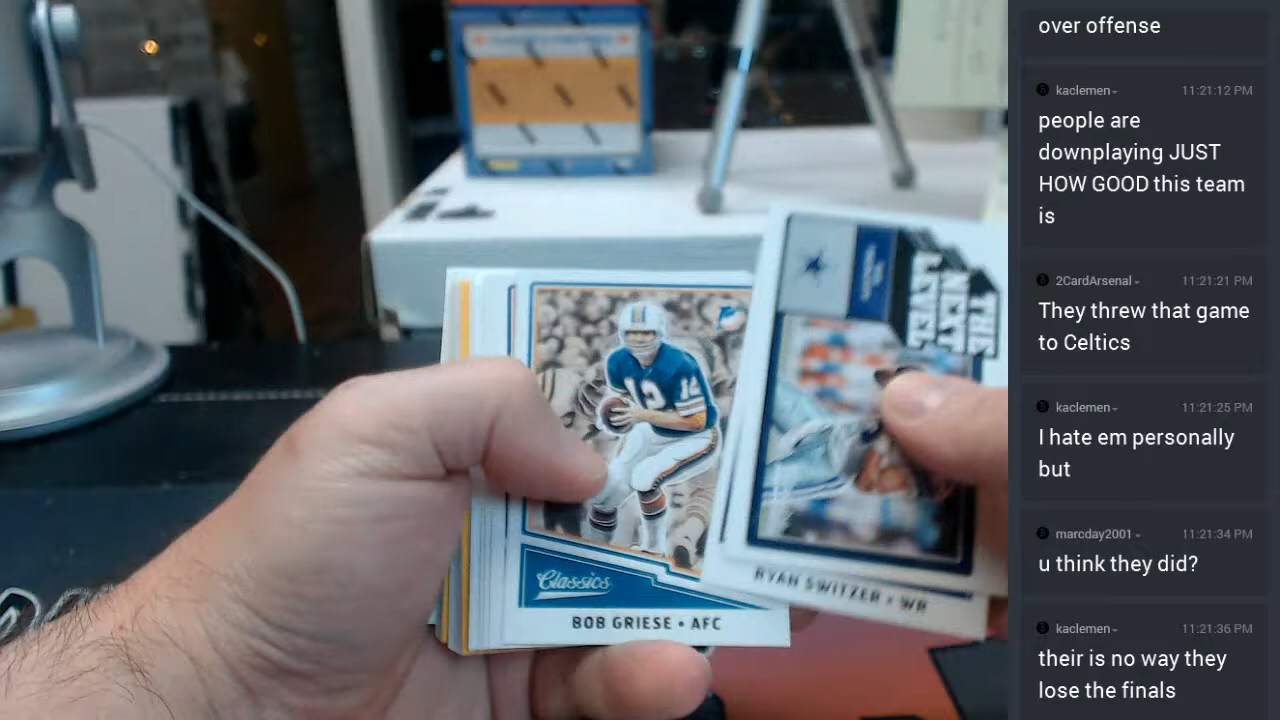 THE
NEXT
LEVEL
RYAN SWITZER • WR
12
12
Classics
BOB GRIESE • AFC
over offense
kaclemen
11:21:12 PM
people are
downplaying JUST
HOW GOOD this team
is
2CardArsenal
11:21:21 PM
They threw that game
to Celtics
kaclemen
11:21:25 PM
I hate em personally
but
marcday2001
11:21:34 PM
u think they did?
kaclemen
11:21:36 PM
their is no way they
lose the finals